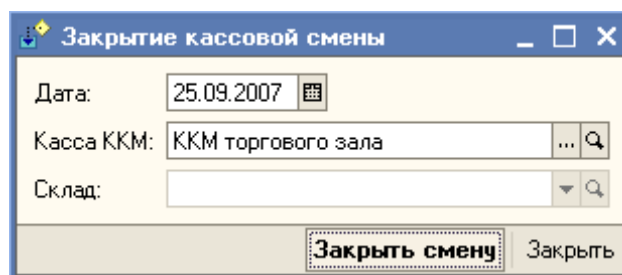 Закрытие кассовой смены
Дата: 25.09.2007
Касса ККМ: ККМ торгового зала ...
Склад:
Закрыть смену Закрыть